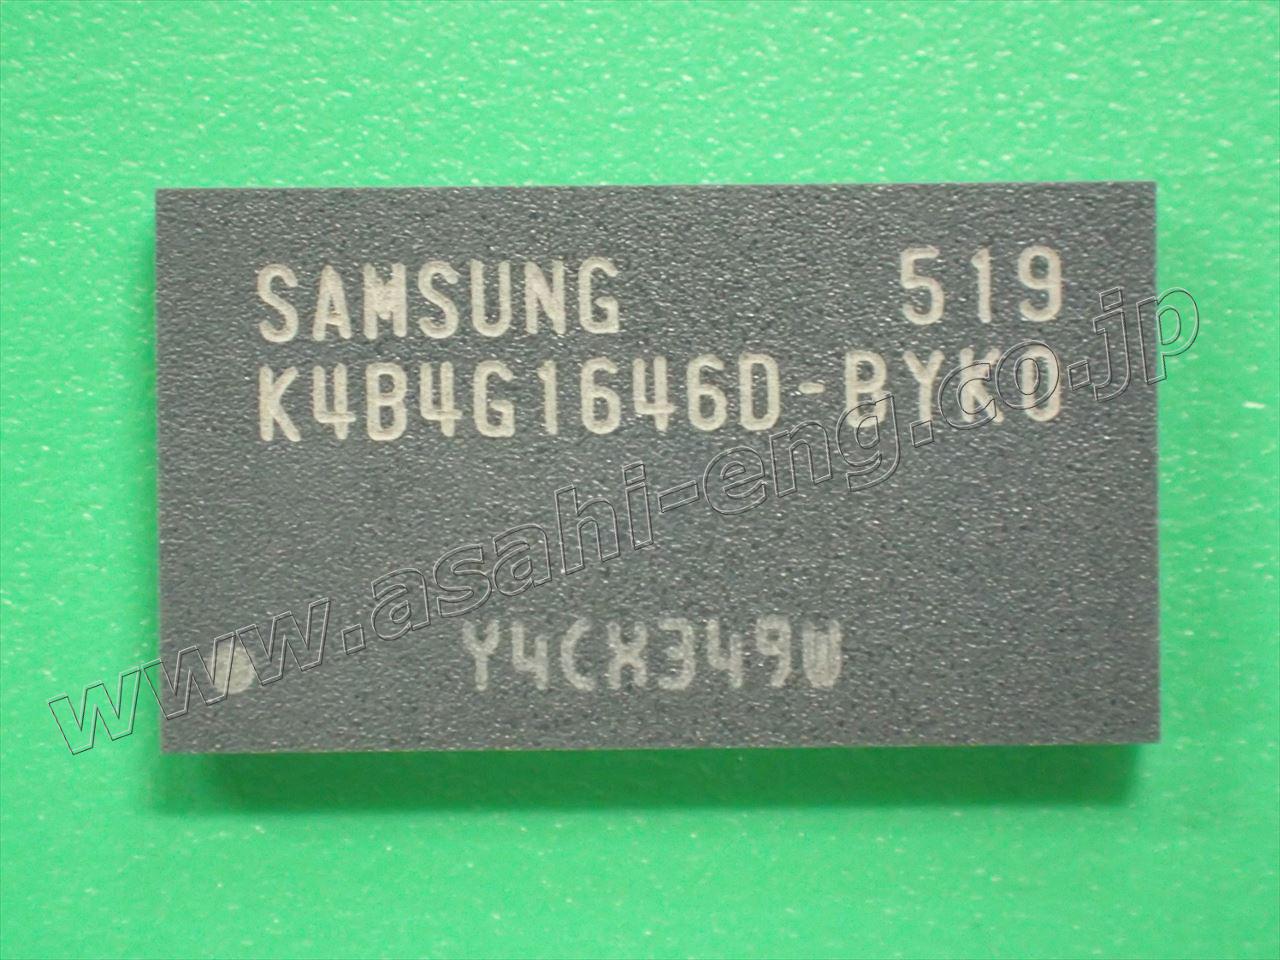 SAMSUNG 519
K4B4G1646D-BYK0
www.asahi-eng.co.jp
Y4CX349W